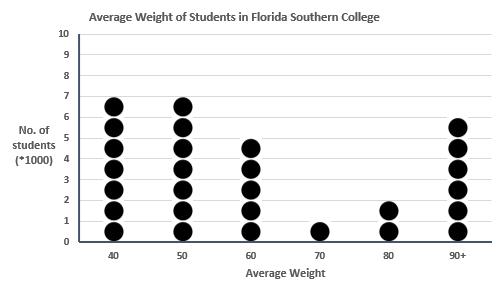 Average Weight of Students in Florida Southern College
10
9
8
7
6
5
4
3
2
1
0
No. of
students
(*1000)
40 50 60 70 80 90+
Average Weight